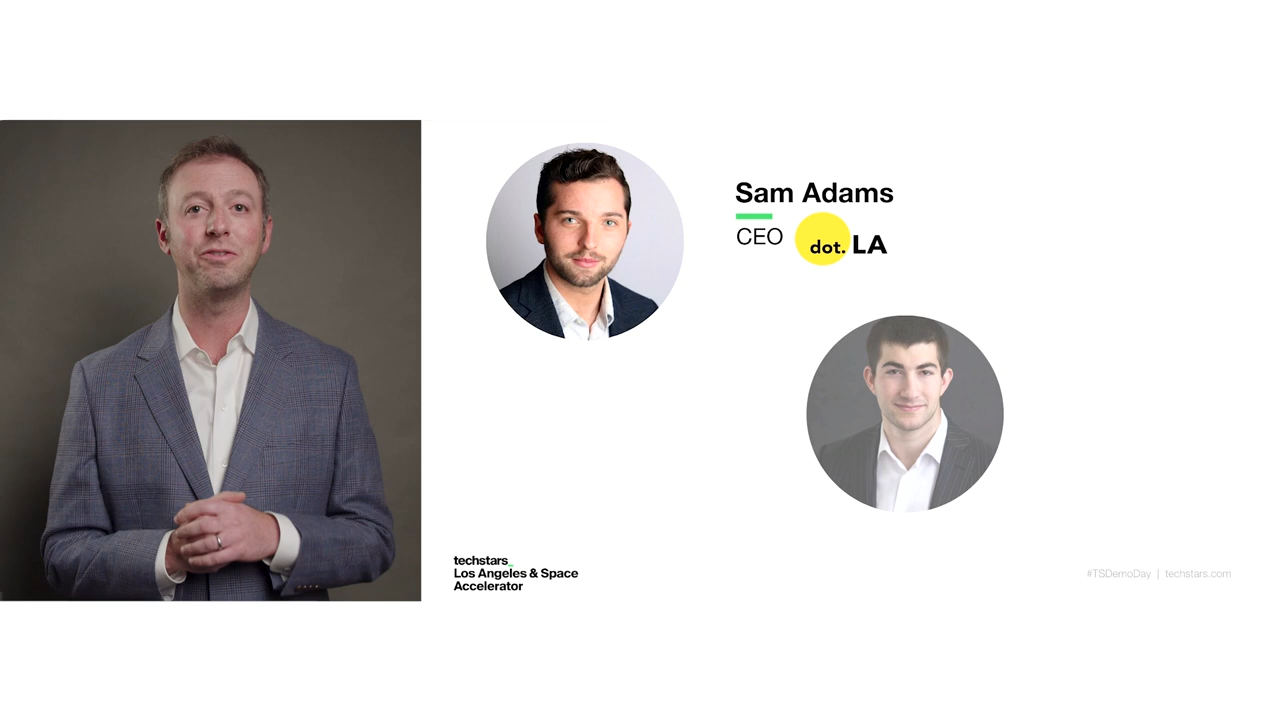 Sam Adams
CEO
dot.LA
techstars_
Los Angeles & Space
Accelerator
#TSDemoDay | techstars.com